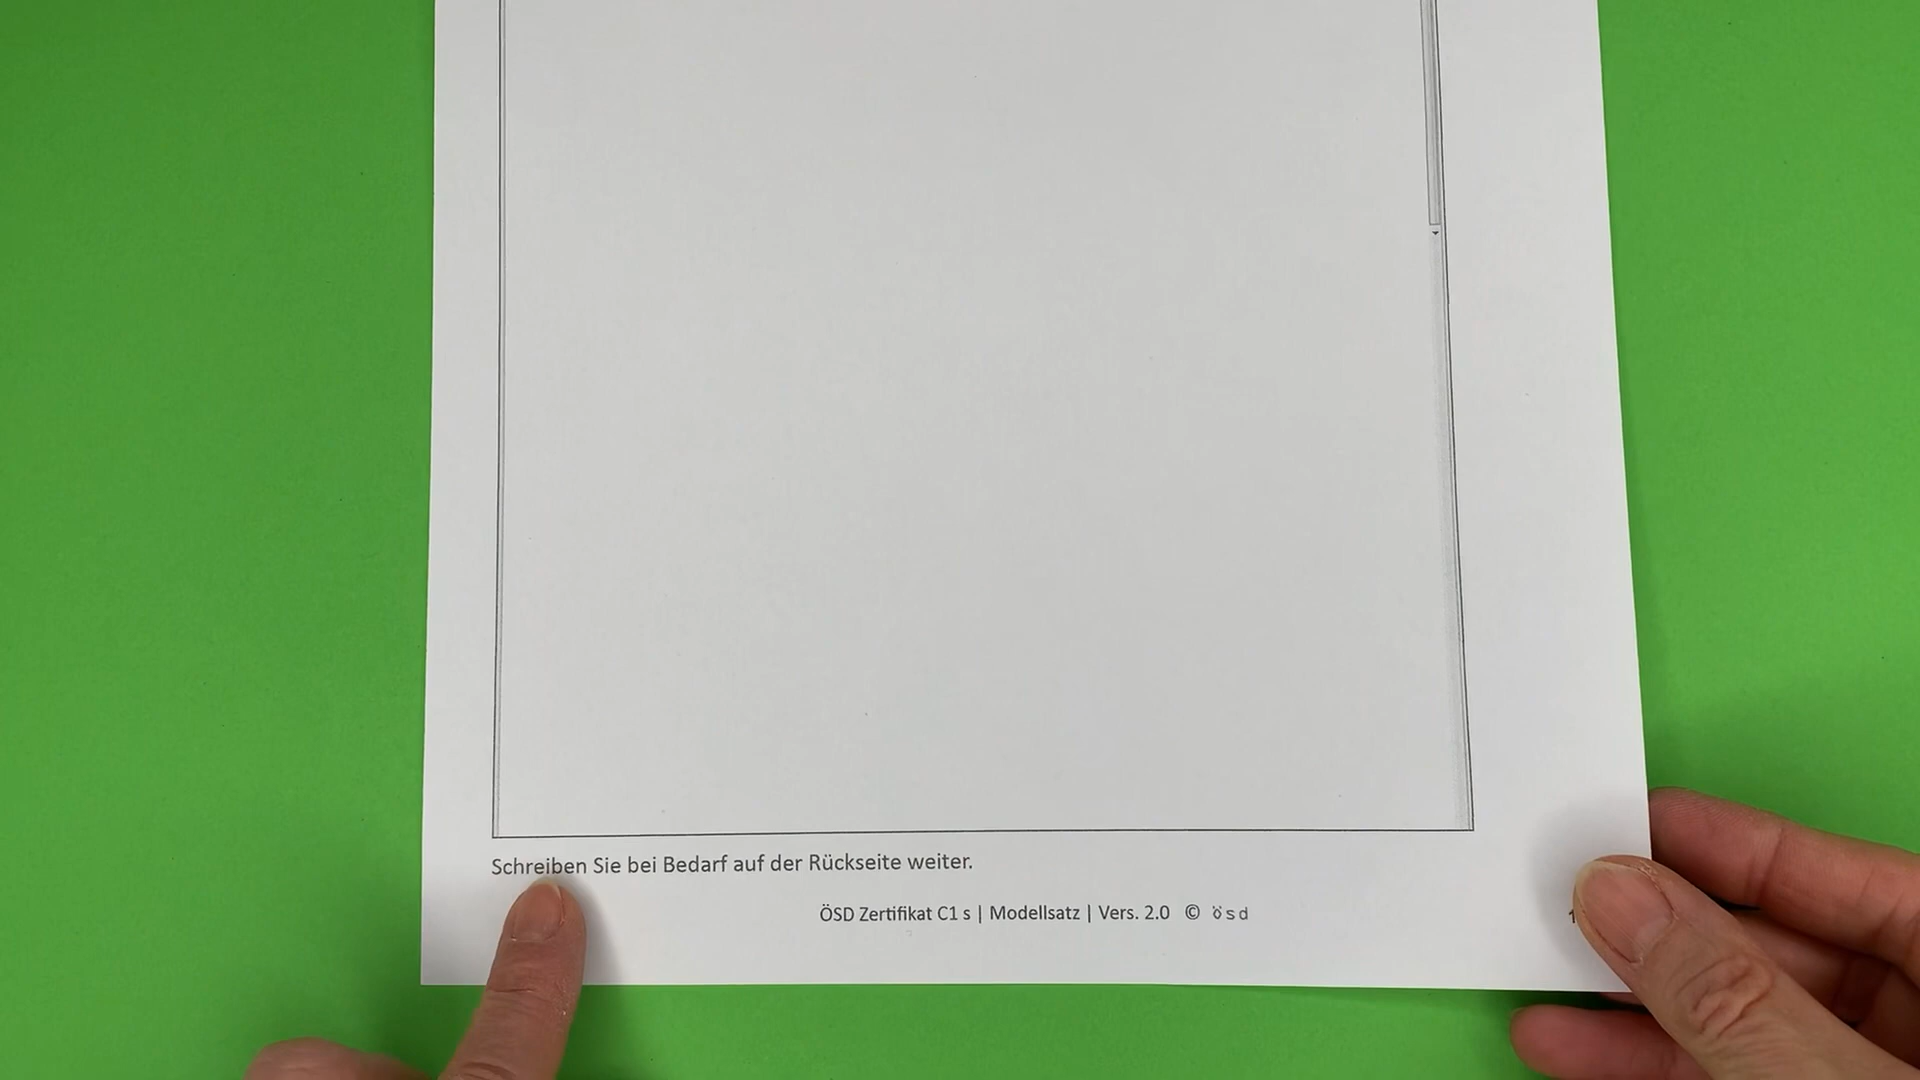 Schreiben Sie bei Bedarf auf der Rückseite weiter.
ÖSD Zertifikat C1 s | Modellsatz | Vers. 2.0 © ösd